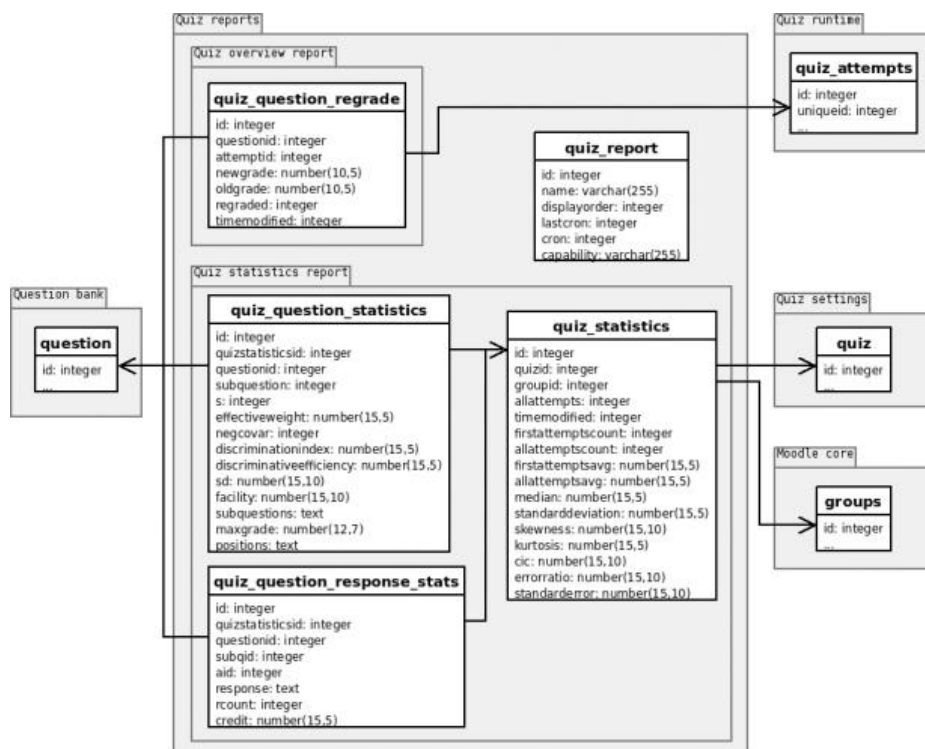 Quiz reports
Quiz overview report
quiz_question_regrade
id: integer
questionid: integer
attemptid: integer
newgrade: number(10,5)
oldgrade: number(10,5)
regraded: integer
timemodified: integer
quiz_report
id: integer
name: varchar(255)
displayorder: integer
lastcron: integer
cron: integer
capability: varchar(255)
Quiz runtime
quiz_attempts
id: integer
uniqueid: integer
...
Question bank
question
id: integer
...
Quiz statistics report
quiz_question_statistics
id: integer
quizstatisticsid: integer
questionid: integer
subquestion: integer
s: integer
effectiveweight: number(15,5)
negcovar: integer
discriminationindex: number(15,5)
discriminativeefficiency: number(15,5)
sd: number(15,10)
facility: number(15,10)
subquestions: text
maxgrade: number(12,7)
positions: text
quiz_question_response_stats
id: integer
quizstatisticsid: integer
questionid: integer
subqid: integer
aid: integer
response: text
rcount: integer
credit: number(15,5)
quiz_statistics
id: integer
quizid: integer
groupid: integer
allattempts: integer
timemodified: integer
firstattemptscount: integer
allattemptscount: integer
firstattemptsavg: number(15,5)
allattemptsavg: number(15,5)
median: number(15,5)
standarddeviation: number(15,5)
skewness: number(15,10)
kurtosis: number(15,5)
cic: number(15,10)
errorratio: number(15,10)
standarderror: number(15,10)
Quiz settings
quiz
id: integer
...
Moodle core
groups
id: integer
...